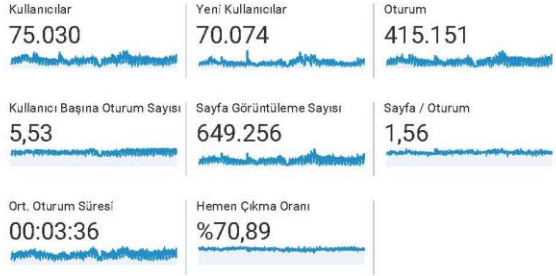 Kullanıcılar
75.030
Yeni Kullanıcılar
70.074
Oturum
415.151
Kullanıcı Başına Oturum Sayısı
5,53
Sayfa Görüntüleme Sayısı
649.256
Sayfa / Oturum
1,56
Ort. Oturum Süresi
00:03:36
Hemen Çıkma Oranı
%70,89